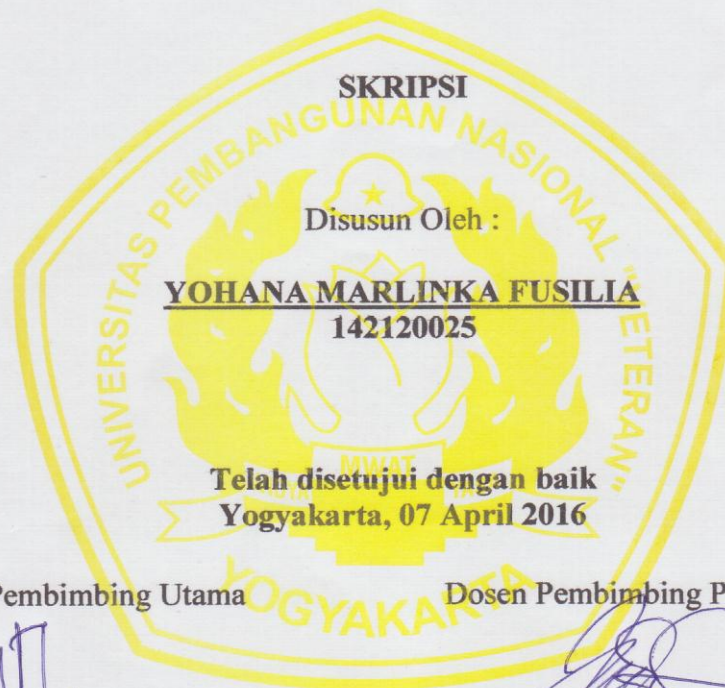 SKRIPSI
UNIVERSITAS PEMBANGUNAN NASIONAL "VETERAN"
Disusun Oleh :
YOHANA MARLINKA FUSILIA
142120025
MWAT
Telah disetujui dengan baik
Yogyakarta, 07 April 2016
Pembimbing Utama Dosen Pembimbing P
YOGYAKARTA